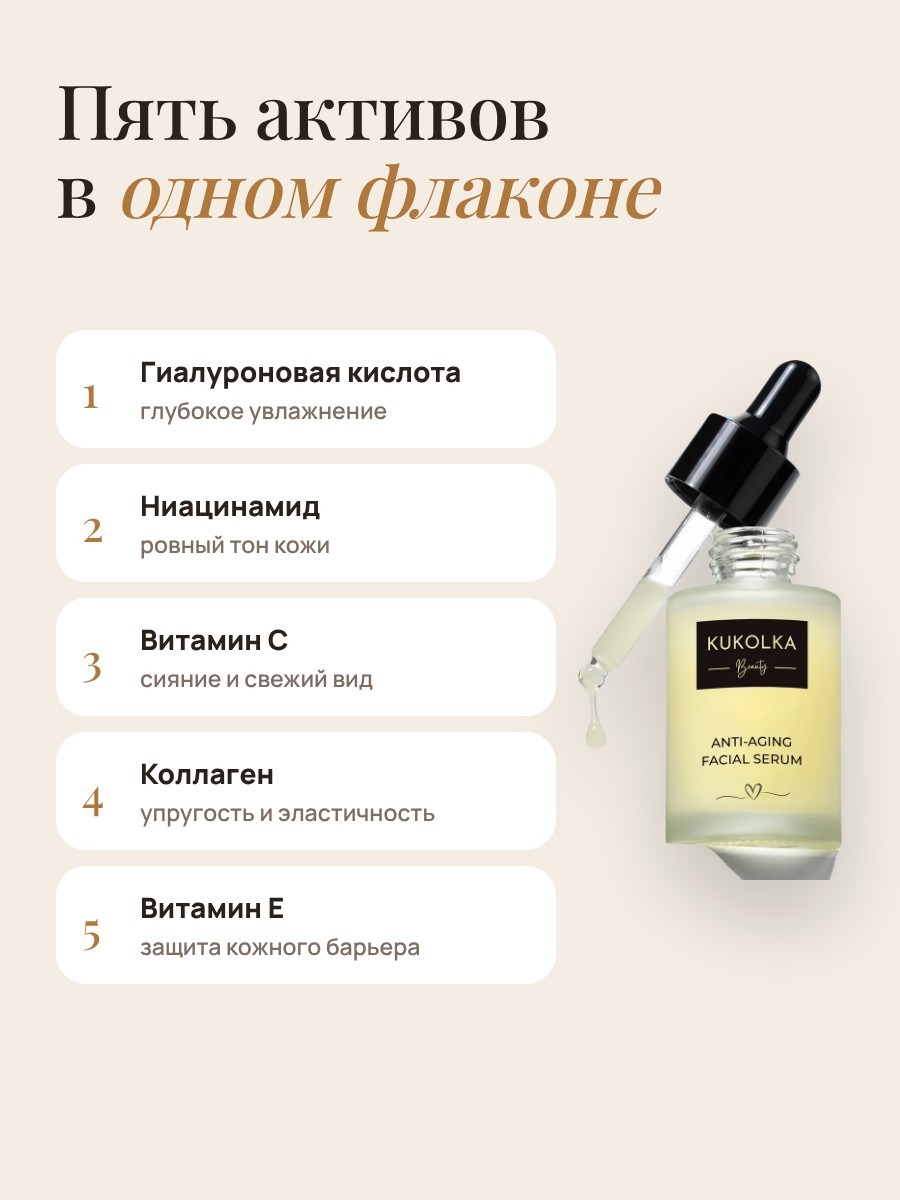 Пять активов
в одном флаконе
1
Гиалуроновая кислота
глубокое увлажнение
2
Ниацинамид
ровный тон кожи
3
Витамин C
сияние и свежий вид
4
Коллаген
упругость и эластичность
5
Витамин E
защита кожного барьера
KUKOLKA
Beauty
ANTI-AGING
FACIAL SERUM